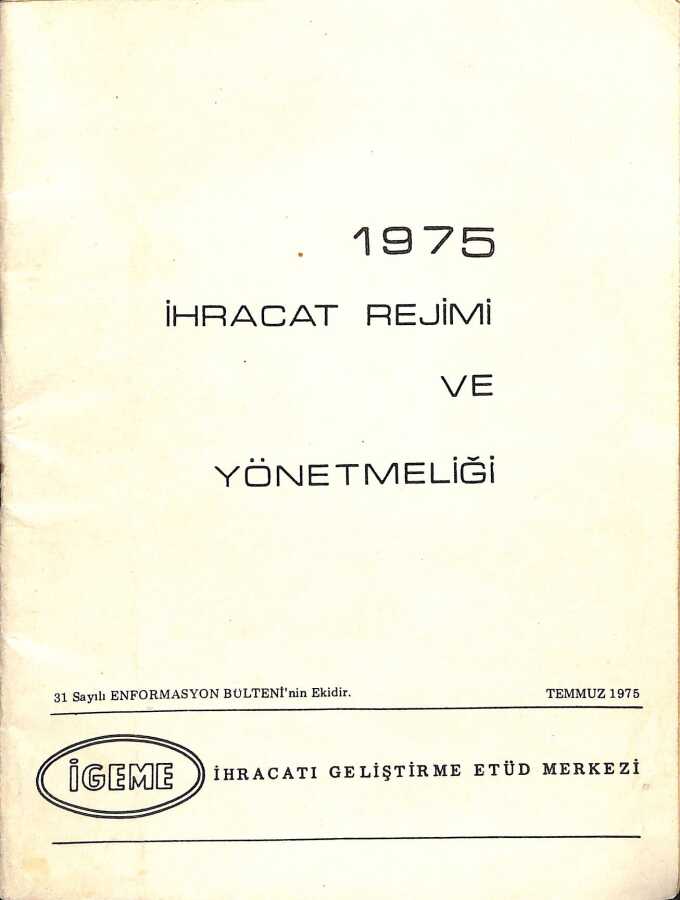 1975
İHRACAT REJİMİ
VE
YÖNETMELİĞİ
31 Sayılı ENFORMASYON BÜLTENİ'nin Ekidir.
TEMMUZ 1975
İGEME
İHRACATI GELİŞTİRME ETÜD MERKEZİ